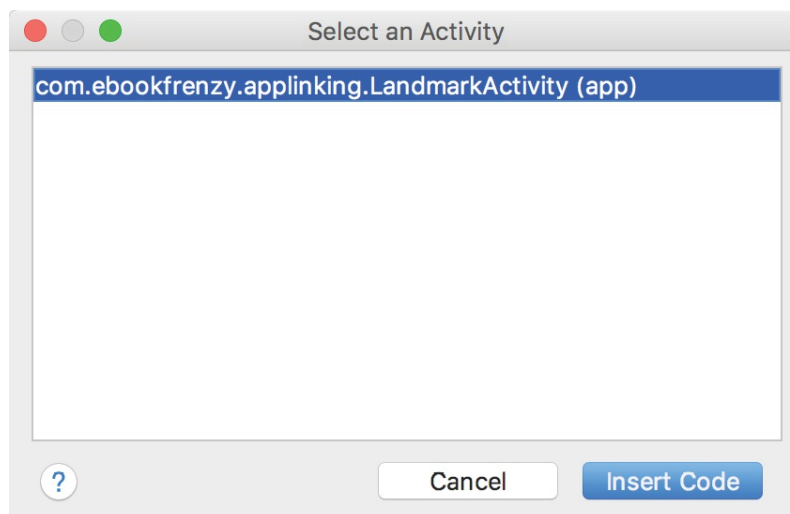 Select an Activity
com.ebookfrenzy.applinking.LandmarkActivity (app)
?
Cancel
Insert Code